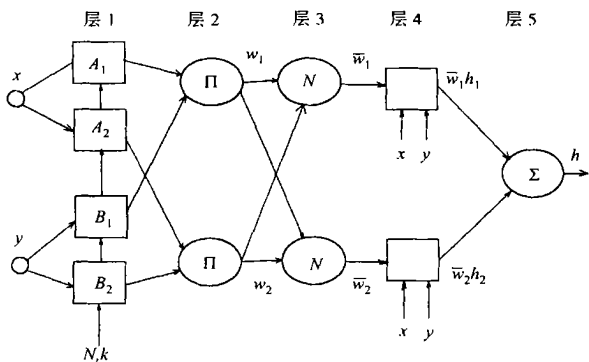 层 1 层 2 层 3 层 4 层 5
x
A₁
A₂
y
B₁
B₂
N,k
Π
Π
w₁
w₂
N
N
w̅₁
w̅₂
x y
x y
w̅₁h₁
w̅₂h₂
Σ
h